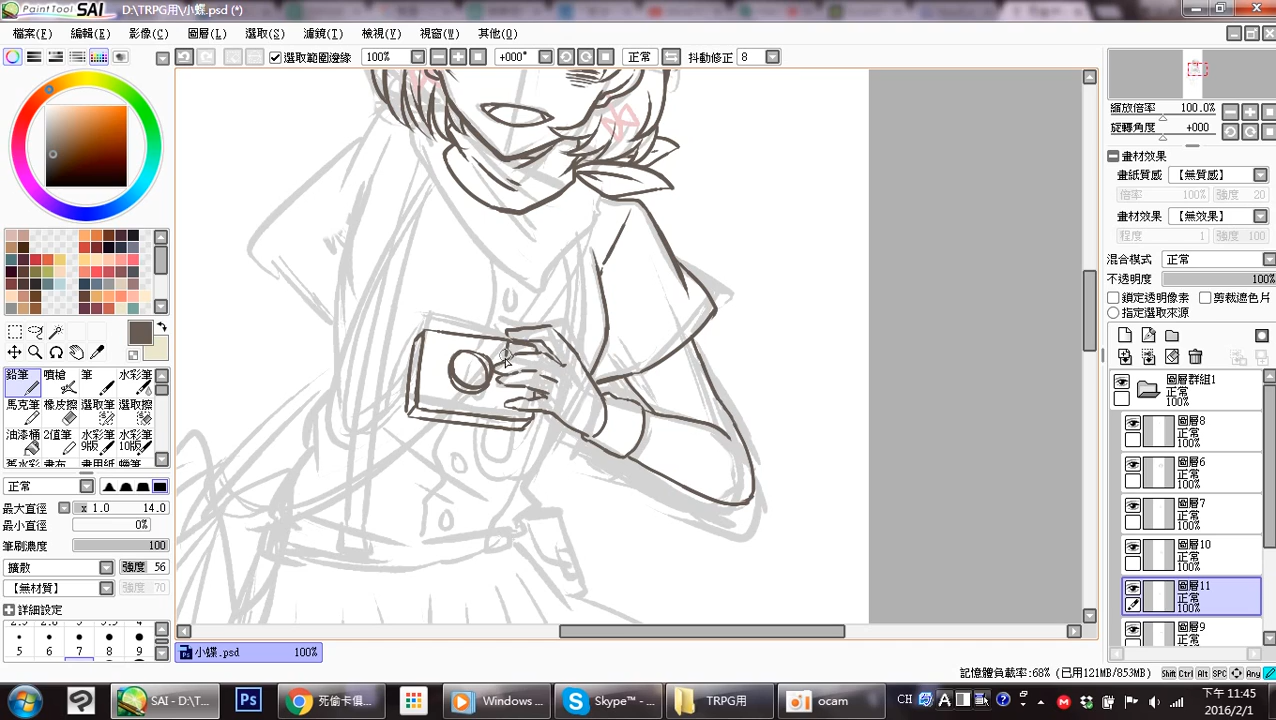 PaintTool SAI D:\TRPG用\小蝶.psd (*)
檔案(F) 編輯(E) 影像(C) 圖層(L) 選取(S) 濾鏡(T) 檢視(V) 視窗(W) 其他(O)
選取範圍邊緣 100% +000° 正常 抖動修正 8
縮放倍率 100.0%
旋轉角度 +000
畫材效果
畫紙質感 【無質感】
倍率 100% 強度 20
畫材效果 【無效果】
程度 1 強度 100
混合模式 正常
不透明度 100%
鎖定透明像素 剪裁遮色片
指定選取來源
圖層群組1
正常
100%
圖層8
正常
100%
圖層6
正常
100%
圖層7
正常
100%
圖層10
正常
100%
圖層11
正常
100%
圖層9
正常
鉛筆 噴槍 筆 水彩筆
馬克筆 橡皮擦 選取筆 選取擦
油漆桶 2值筆 水彩筆 水彩筆
9版 10版
正常
最大直徑 x 1.0 14.0
最小直徑 0%
筆刷濃度 100
擴散 強度 56
【無材質】 強度 70
詳細設定
5 6 7 8 9
小蝶.psd 100%
記憶體負載率:68% (已用121MB/853MB)
Shift Ctrl Alt SPC Any
SAI - D:\T...
Ps
死偷卡俱...
Windows ...
Skype™ - ...
TRPG用
ocam
CH
下午 11:45
2016/2/1